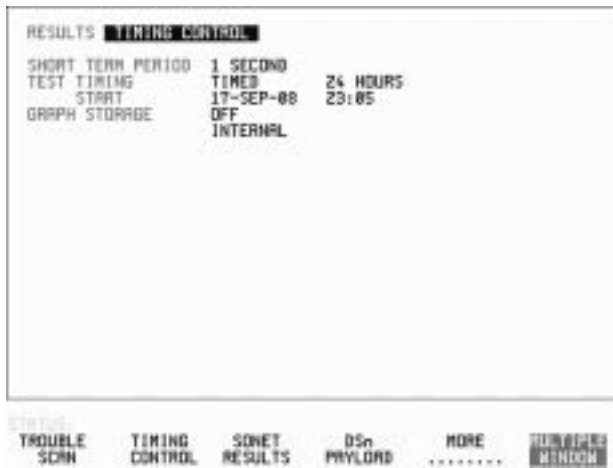 RESULTS TIMING CONTROL
SHORT TERM PERIOD 1 SECOND
TEST TIMING TIMED 24 HOURS
START 17-SEP-08 23:05
GRAPH STORAGE OFF
INTERNAL
STATUS:
TROUBLE SCAN TIMING CONTROL SONET RESULTS DSn PAYLOAD MORE ........ MULTIPLE WINDOW